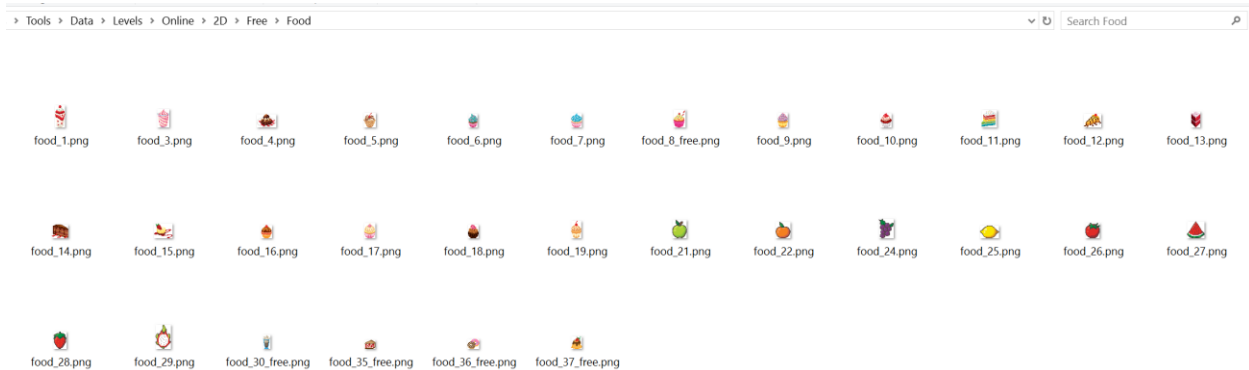 > Tools > Data > Levels > Online > 2D > Free > Food Search Food
food_1.png food_3.png food_4.png food_5.png food_6.png food_7.png food_8_free.png food_9.png food_10.png food_11.png food_12.png food_13.png
food_14.png food_15.png food_16.png food_17.png food_18.png food_19.png food_21.png food_22.png food_24.png food_25.png food_26.png food_27.png
food_28.png food_29.png food_30_free.png food_35_free.png food_36_free.png food_37_free.png